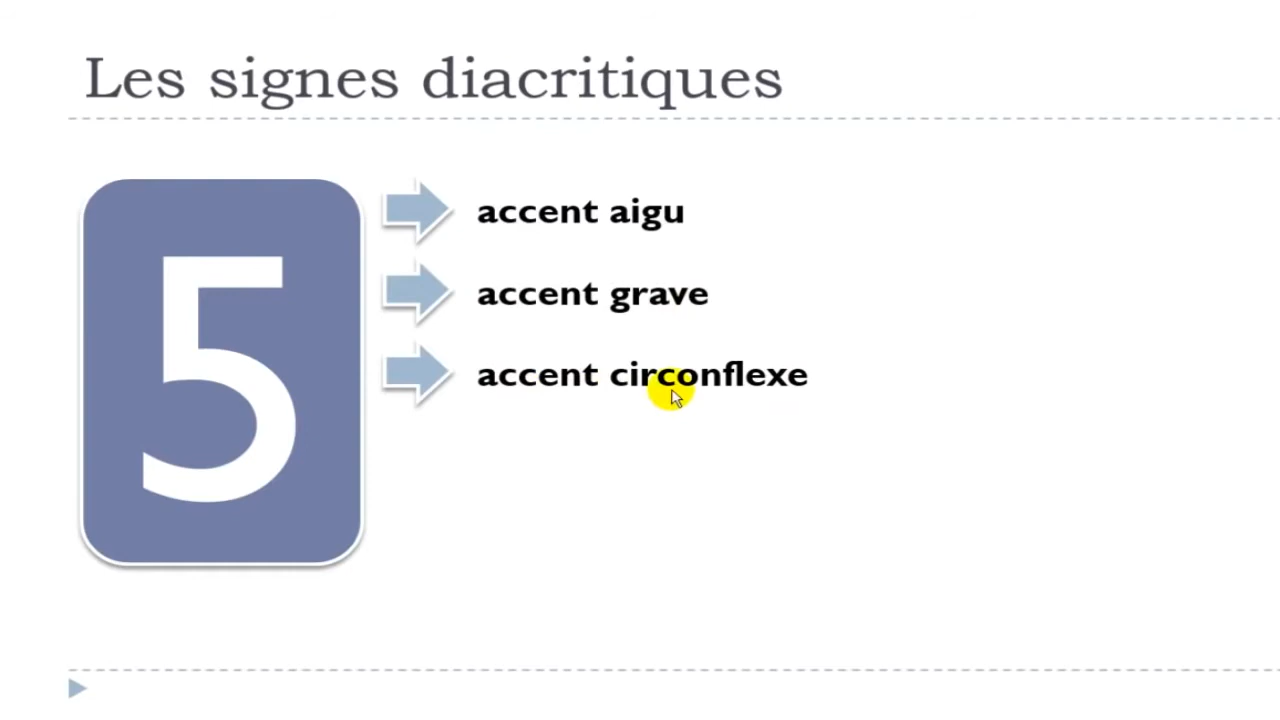 Les signes diacritiques
5
accent aigu
accent grave
accent circonflexe